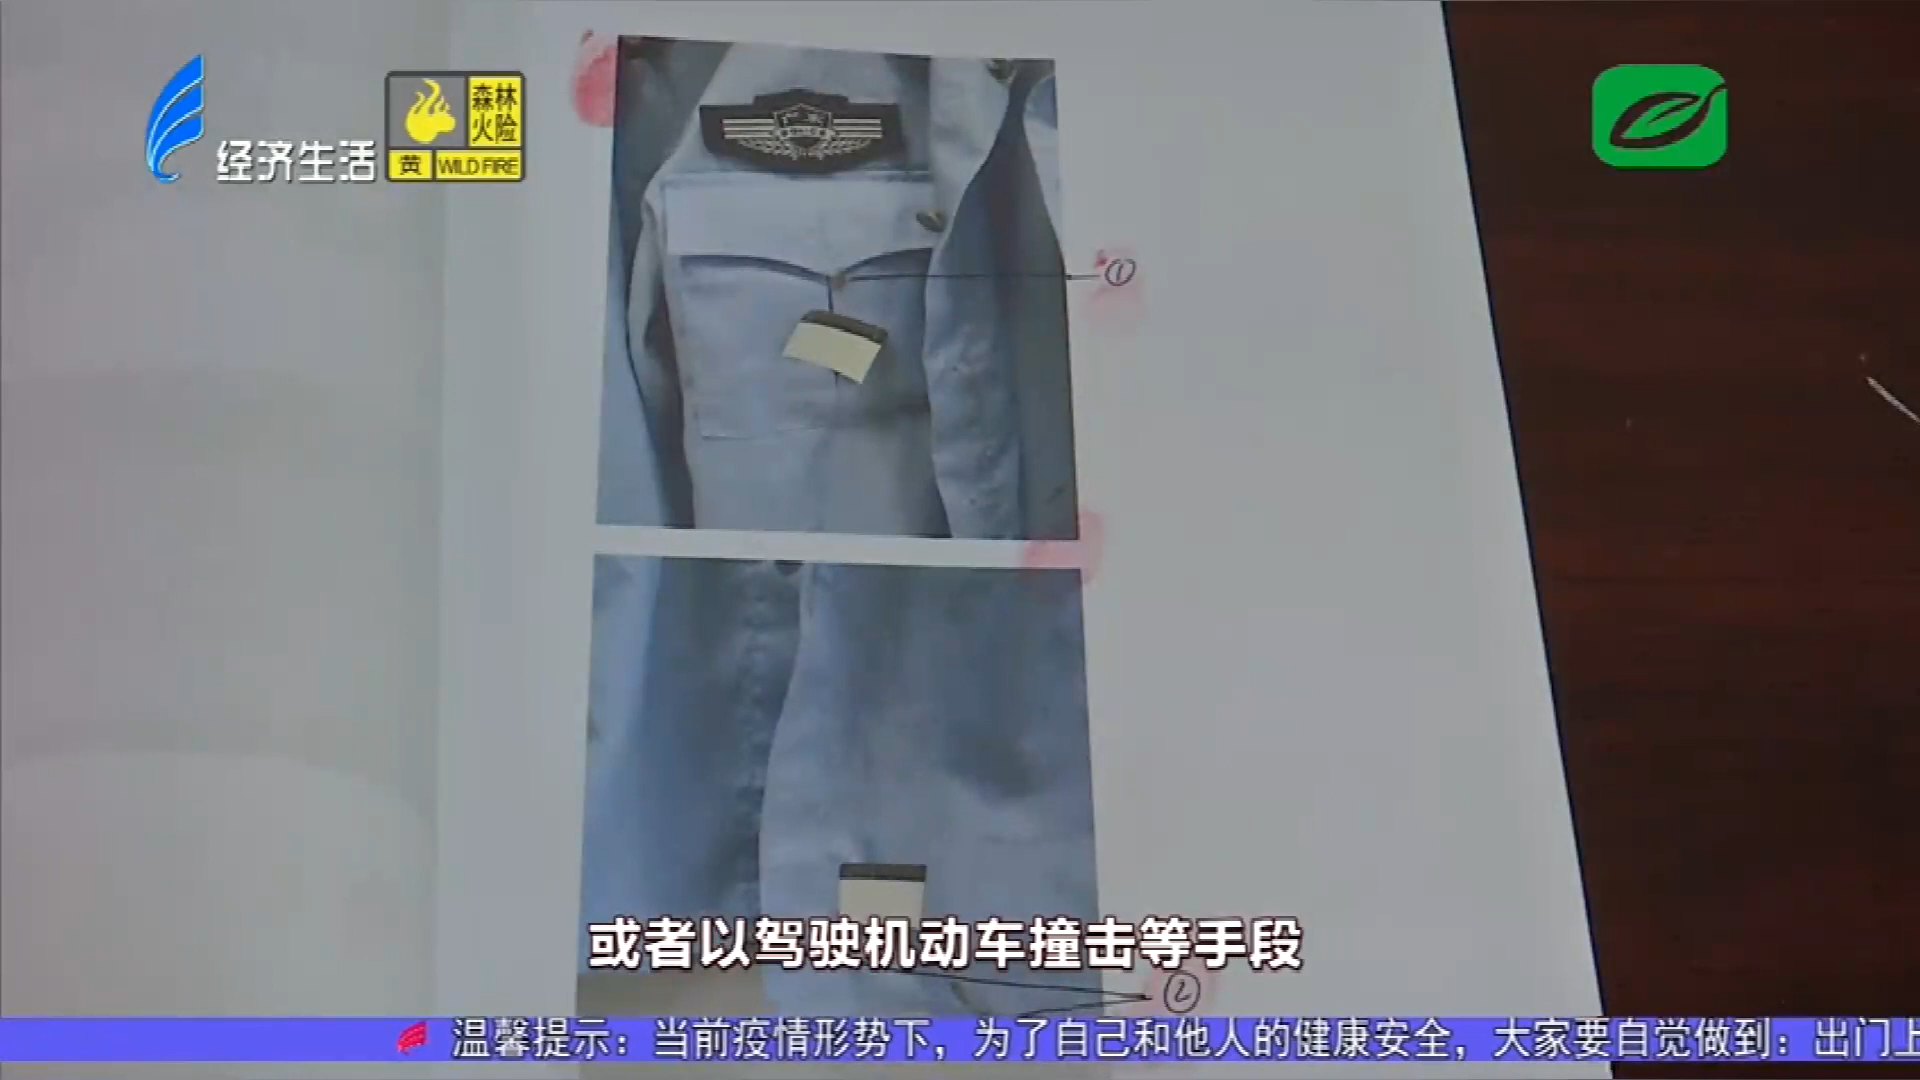 经济生活
森林
火险
黄 WILD FIRE
广东
①
或者以驾驶机动车撞击等手段
②
温馨提示：当前疫情形势下，为了自己和他人的健康安全，大家要自觉做到：出门上